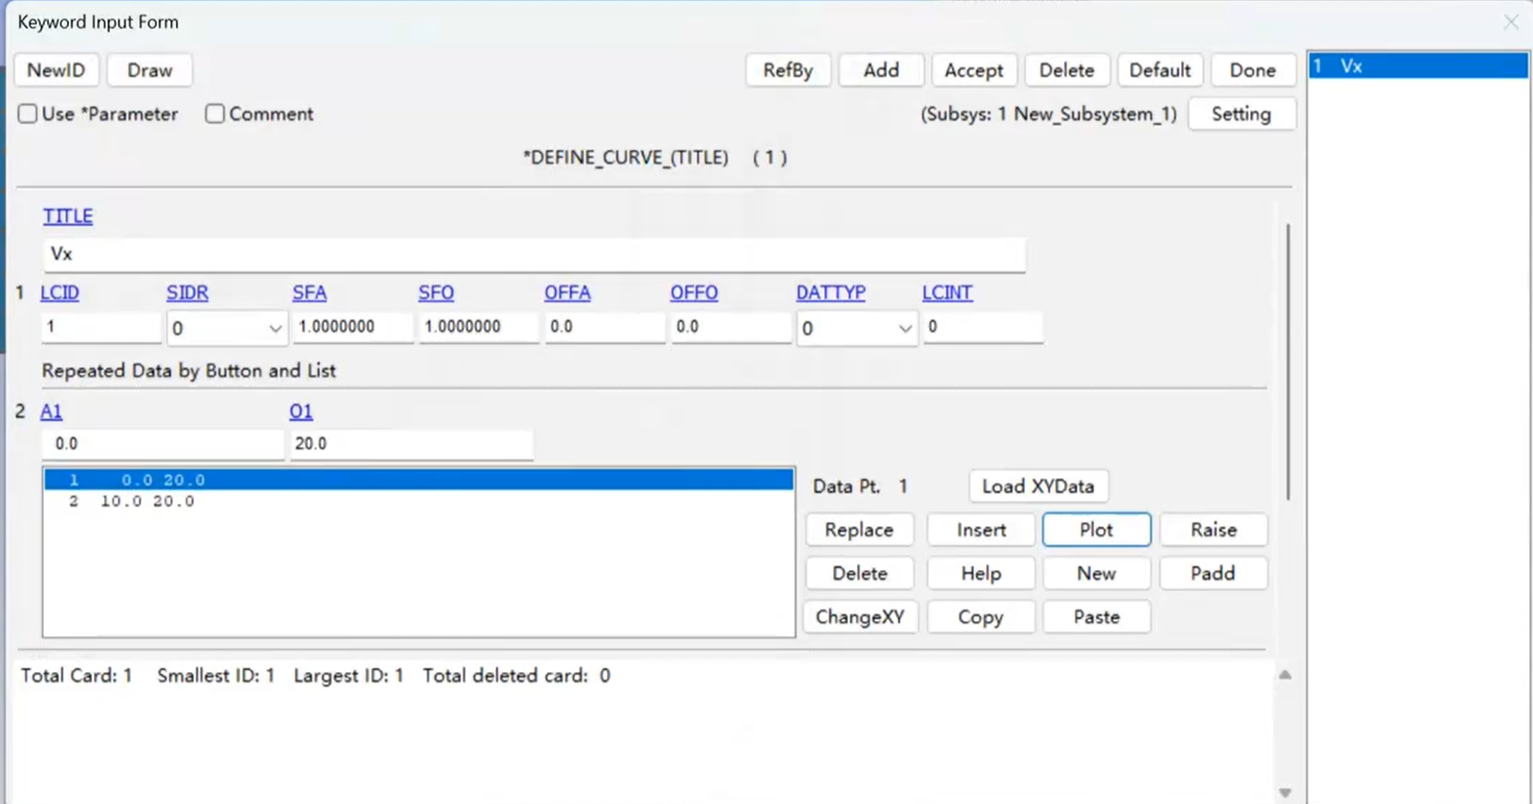 Keyword Input Form
NewID Draw RefBy Add Accept Delete Default Done
1 Vx
Use *Parameter Comment (Subsys: 1 New_Subsystem_1) Setting
*DEFINE_CURVE_(TITLE) (1)
TITLE
Vx
1 LCID SIDR SFA SFO OFFA OFFO DATTYP LCINT
1 0 1.0000000 1.0000000 0.0 0.0 0 0
Repeated Data by Button and List
2 A1 O1
0.0 20.0
1 0.0 20.0
2 10.0 20.0
Data Pt. 1 Load XYData
Replace Insert Plot Raise
Delete Help New Padd
ChangeXY Copy Paste
Total Card: 1 Smallest ID: 1 Largest ID: 1 Total deleted card: 0